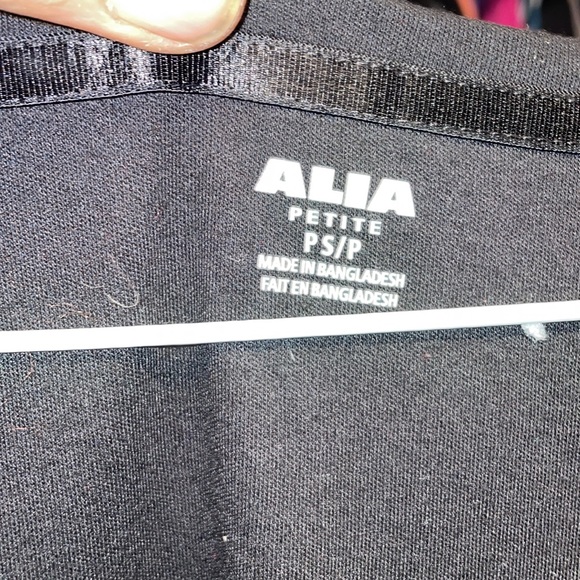 ALIA
PETITE
PS/P
MADE IN BANGLADESH
FAIT EN BANGLADESH